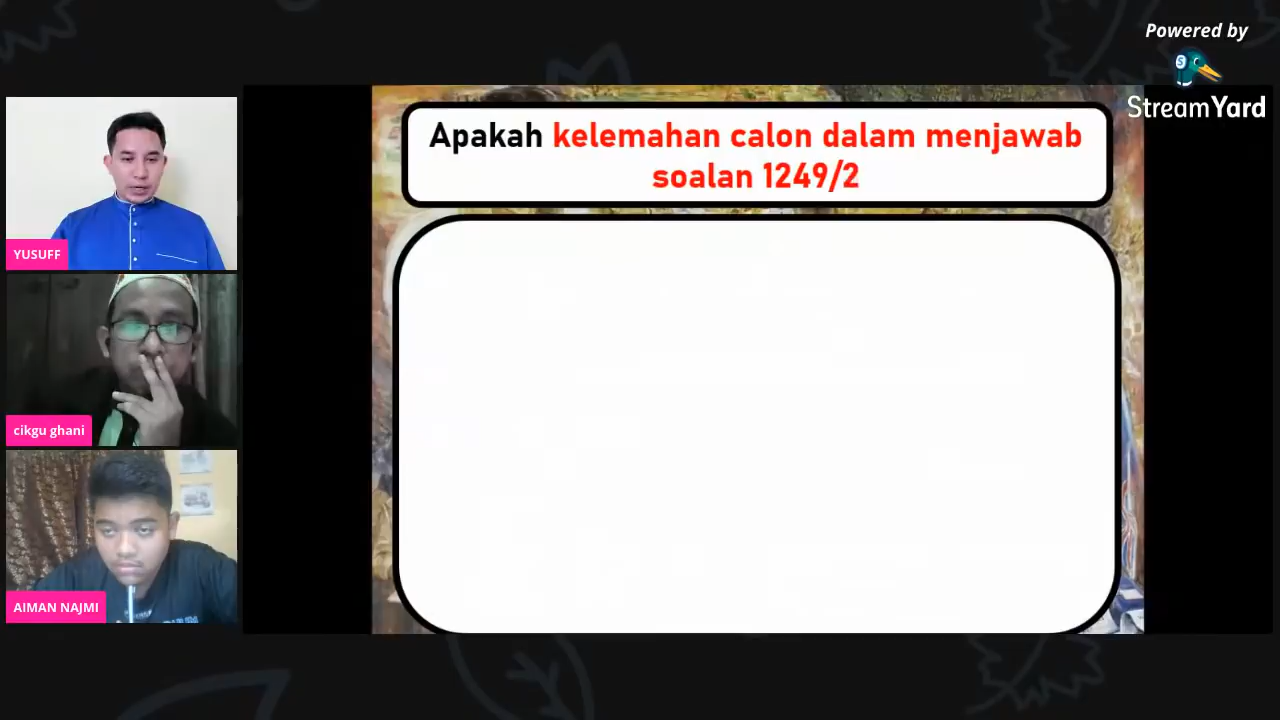 Powered by
StreamYard
Apakah kelemahan calon dalam menjawab
soalan 1249/2
YUSUFF
cikgu ghani
AIMAN NAJMI